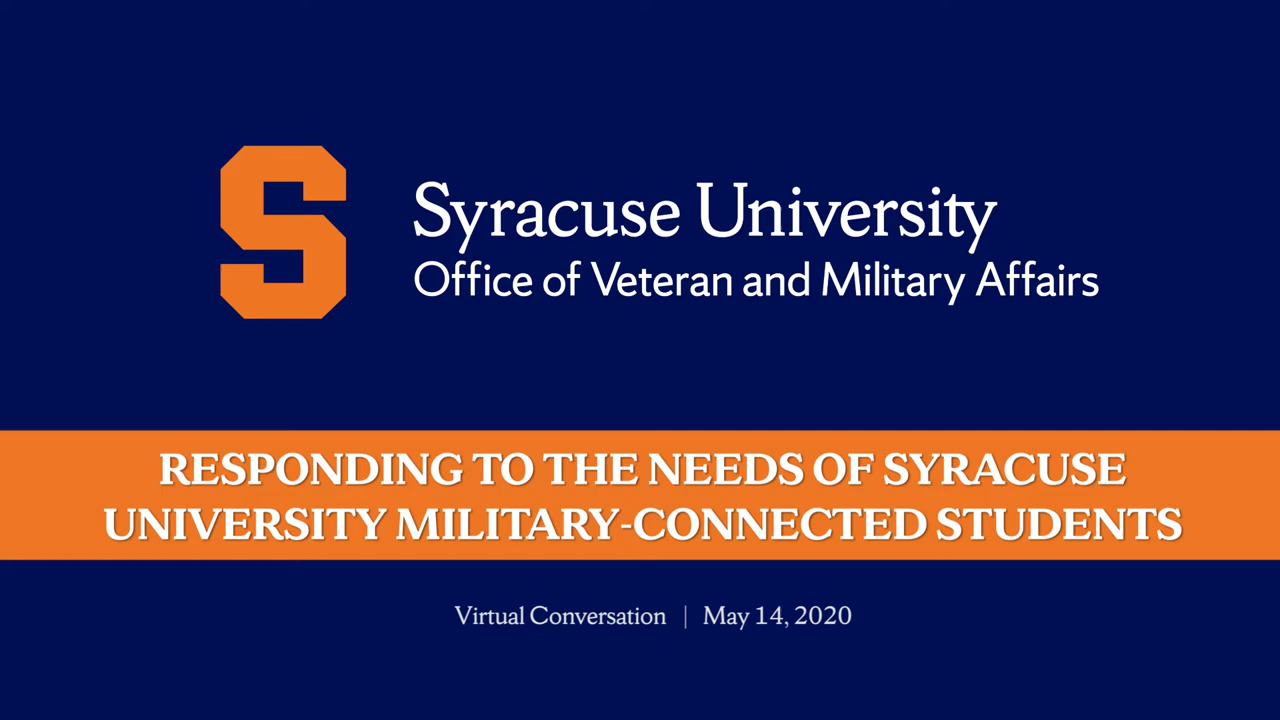 S
Syracuse University
Office of Veteran and Military Affairs
RESPONDING TO THE NEEDS OF SYRACUSE
UNIVERSITY MILITARY-CONNECTED STUDENTS
Virtual Conversation | May 14, 2020